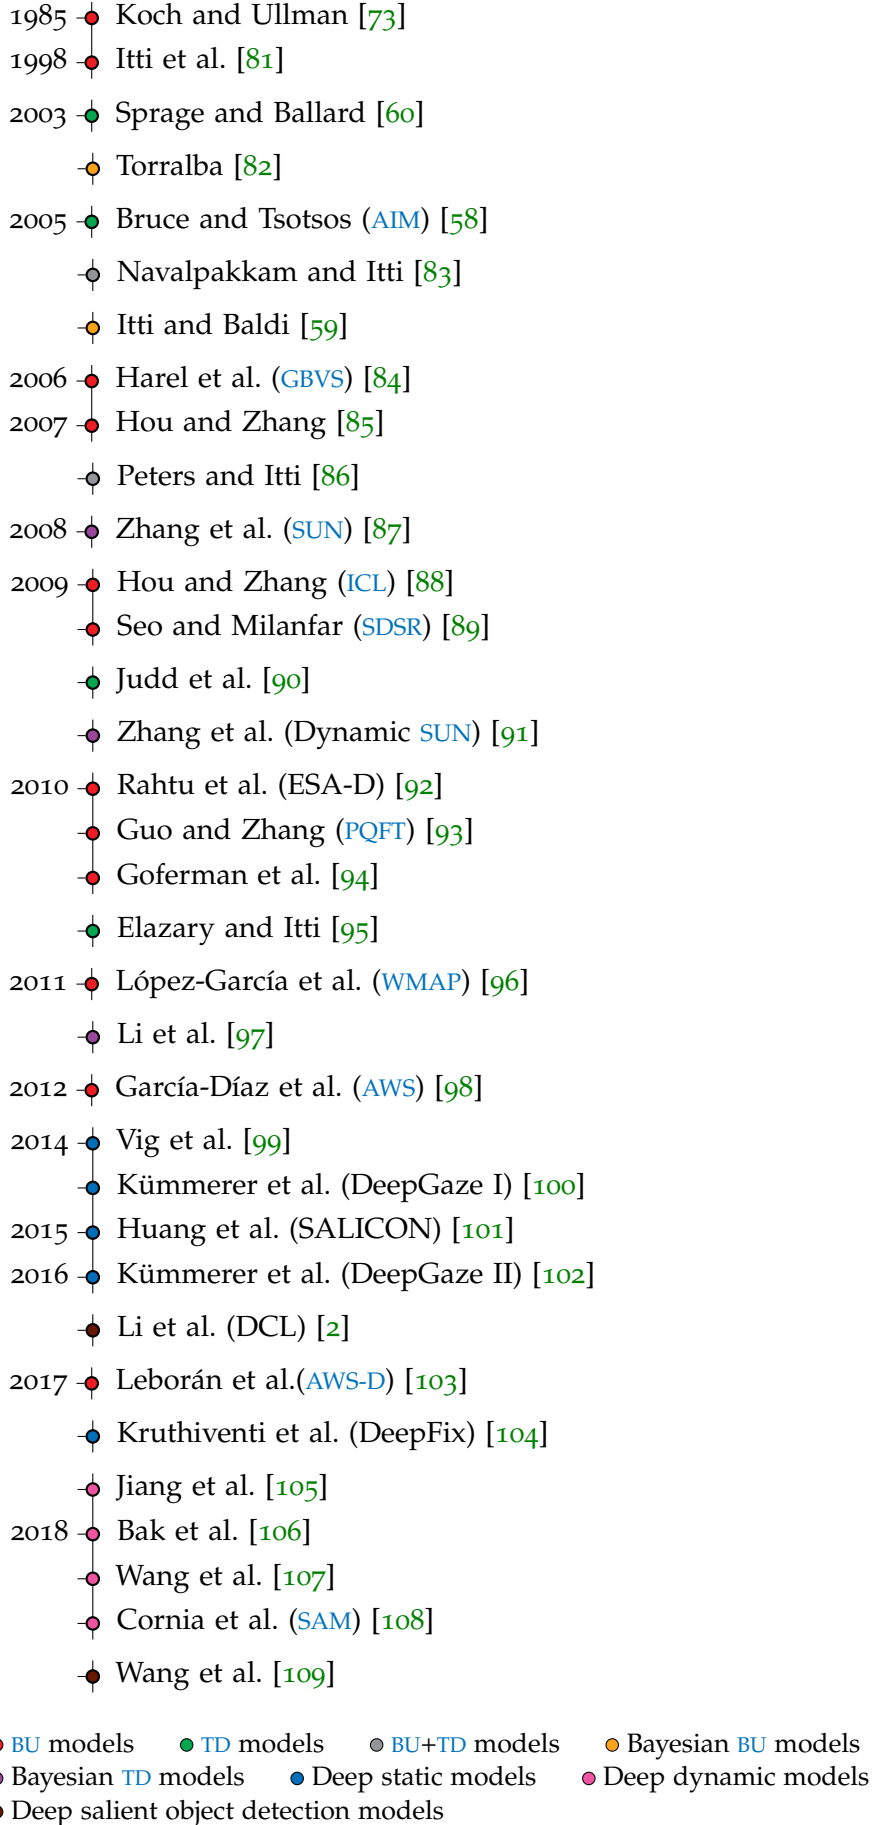 1985 Koch and Ullman [73]
1998 Itti et al. [81]
2003 Sprage and Ballard [60]
Torralba [82]
2005 Bruce and Tsotsos (AIM) [58]
Navalpakkam and Itti [83]
Itti and Baldi [59]
2006 Harel et al. (GBVS) [84]
2007 Hou and Zhang [85]
Peters and Itti [86]
2008 Zhang et al. (SUN) [87]
2009 Hou and Zhang (ICL) [88]
Seo and Milanfar (SDSR) [89]
Judd et al. [90]
Zhang et al. (Dynamic SUN) [91]
2010 Rahtu et al. (ESA-D) [92]
Guo and Zhang (PQFT) [93]
Goferman et al. [94]
Elazary and Itti [95]
2011 López-García et al. (WMAP) [96]
Li et al. [97]
2012 García-Díaz et al. (AWS) [98]
2014 Vig et al. [99]
Kümmerer et al. (DeepGaze I) [100]
2015 Huang et al. (SALICON) [101]
2016 Kümmerer et al. (DeepGaze II) [102]
Li et al. (DCL) [2]
2017 Leborán et al.(AWS-D) [103]
Kruthiventi et al. (DeepFix) [104]
Jiang et al. [105]
2018 Bak et al. [106]
Wang et al. [107]
Cornia et al. (SAM) [108]
Wang et al. [109]
BU models TD models BU+TD models Bayesian BU models
Bayesian TD models Deep static models Deep dynamic models
Deep salient object detection models